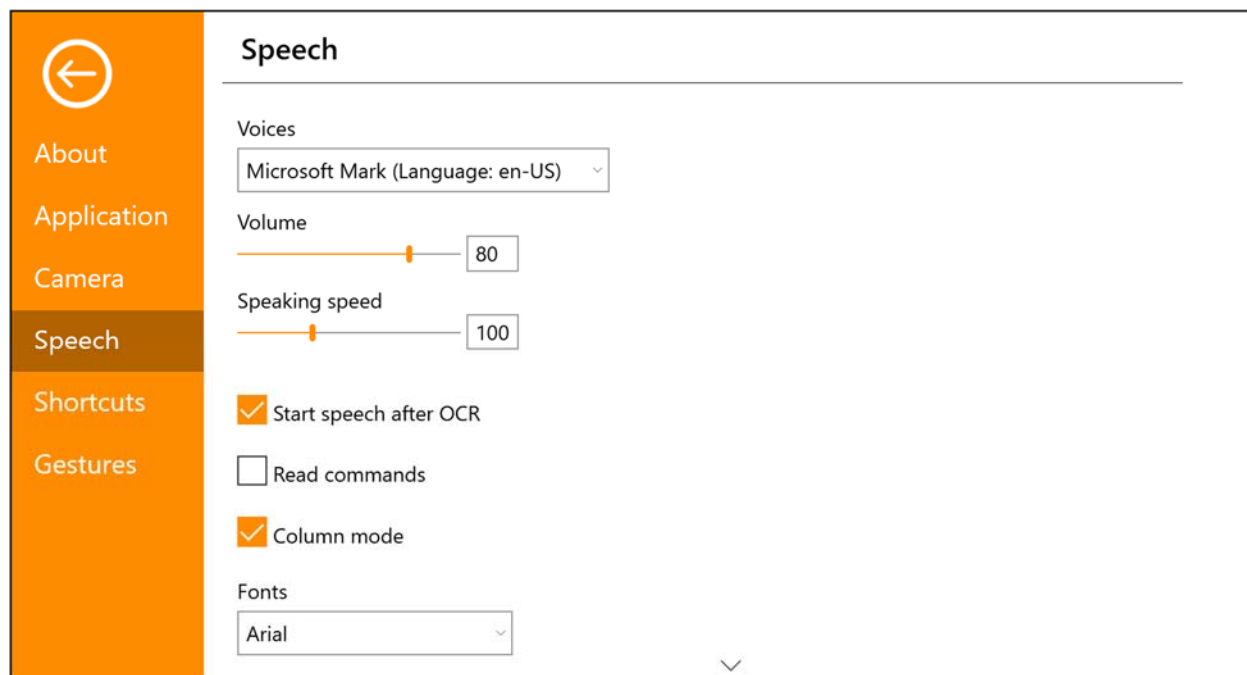 Speech
About
Application
Camera
Speech
Shortcuts
Gestures
Voices
Microsoft Mark (Language: en-US)
Volume
80
Speaking speed
100
Start speech after OCR
Read commands
Column mode
Fonts
Arial